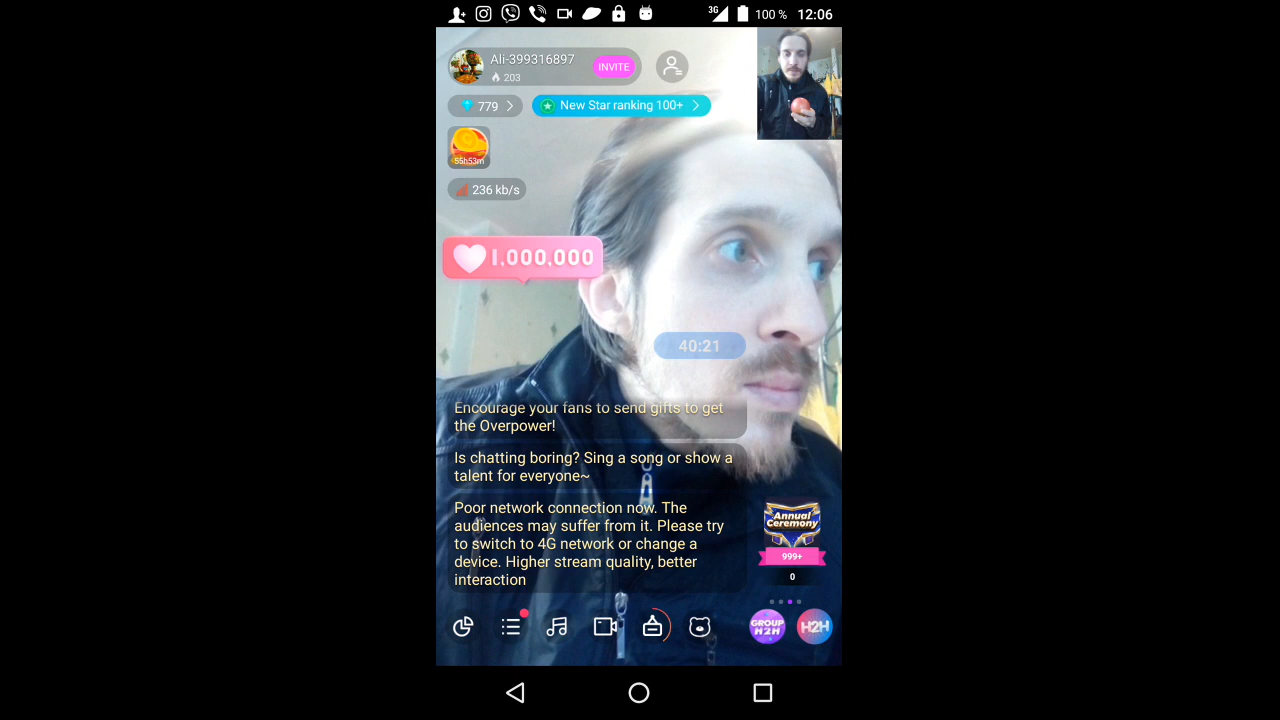 3G 100 % 12:06
Ali-399316897
203
INVITE
779
New Star ranking 100+
55h53m
236 kb/s
1,000,000
40:21
Encourage your fans to send gifts to get
the Overpower!
Is chatting boring? Sing a song or show a
talent for everyone~
Poor network connection now. The
audiences may suffer from it. Please try
to switch to 4G network or change a
device. Higher stream quality, better
interaction
Annual
Ceremony
999+
0
GROUP
H2H
H2H